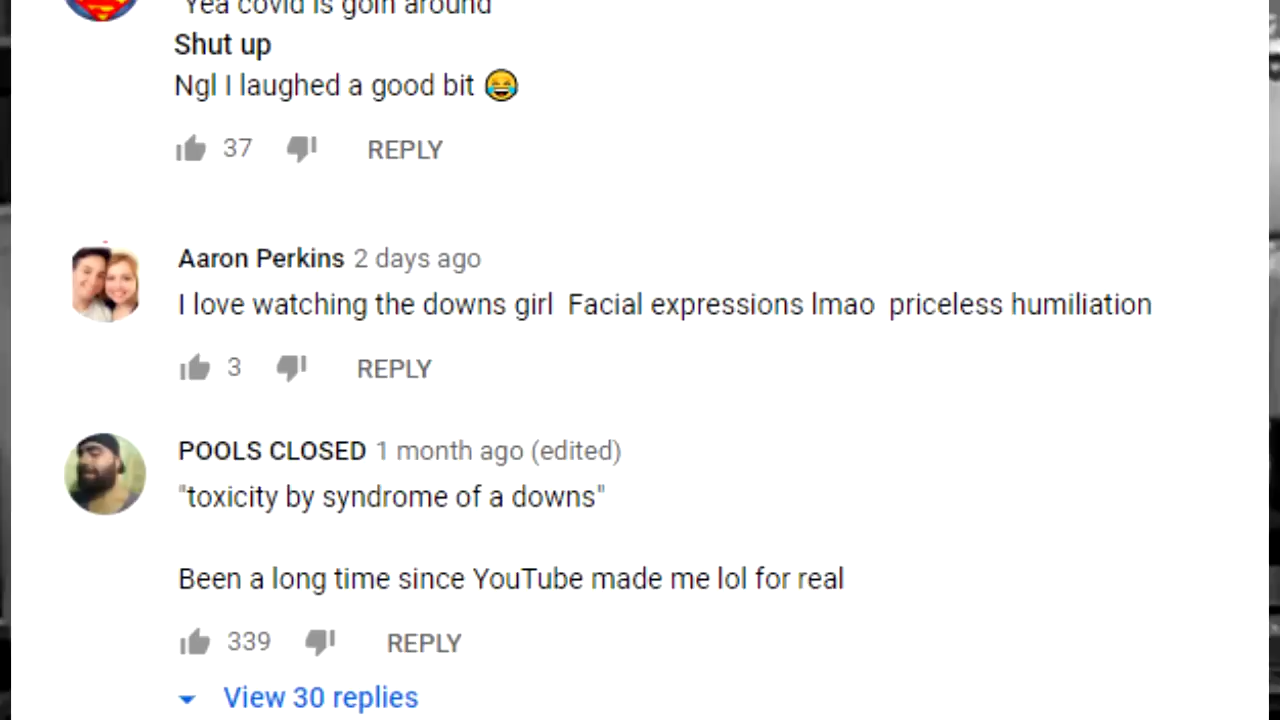 "Yea covid is goin around
Shut up
Ngl I laughed a good bit 😂
37 REPLY
Aaron Perkins 2 days ago
I love watching the downs girl Facial expressions lmao priceless humiliation
3 REPLY
POOLS CLOSED 1 month ago (edited)
"toxicity by syndrome of a downs"
Been a long time since YouTube made me lol for real
339 REPLY
View 30 replies